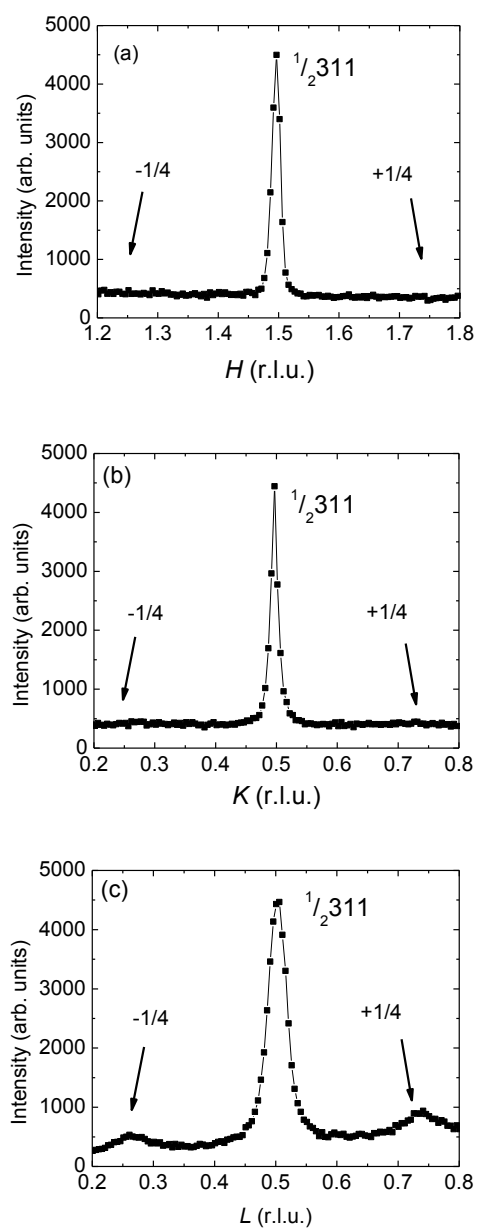 (a)
1/2311
-1/4
+1/4
Intensity (arb. units)
5000
4000
3000
2000
1000
0
1.2 1.3 1.4 1.5 1.6 1.7 1.8
H (r.l.u.)
(b)
1/2311
-1/4
+1/4
Intensity (arb. units)
5000
4000
3000
2000
1000
0
0.2 0.3 0.4 0.5 0.6 0.7 0.8
K (r.l.u.)
(c)
1/2311
-1/4
+1/4
Intensity (arb. units)
5000
4000
3000
2000
1000
0
0.2 0.3 0.4 0.5 0.6 0.7 0.8
L (r.l.u.)